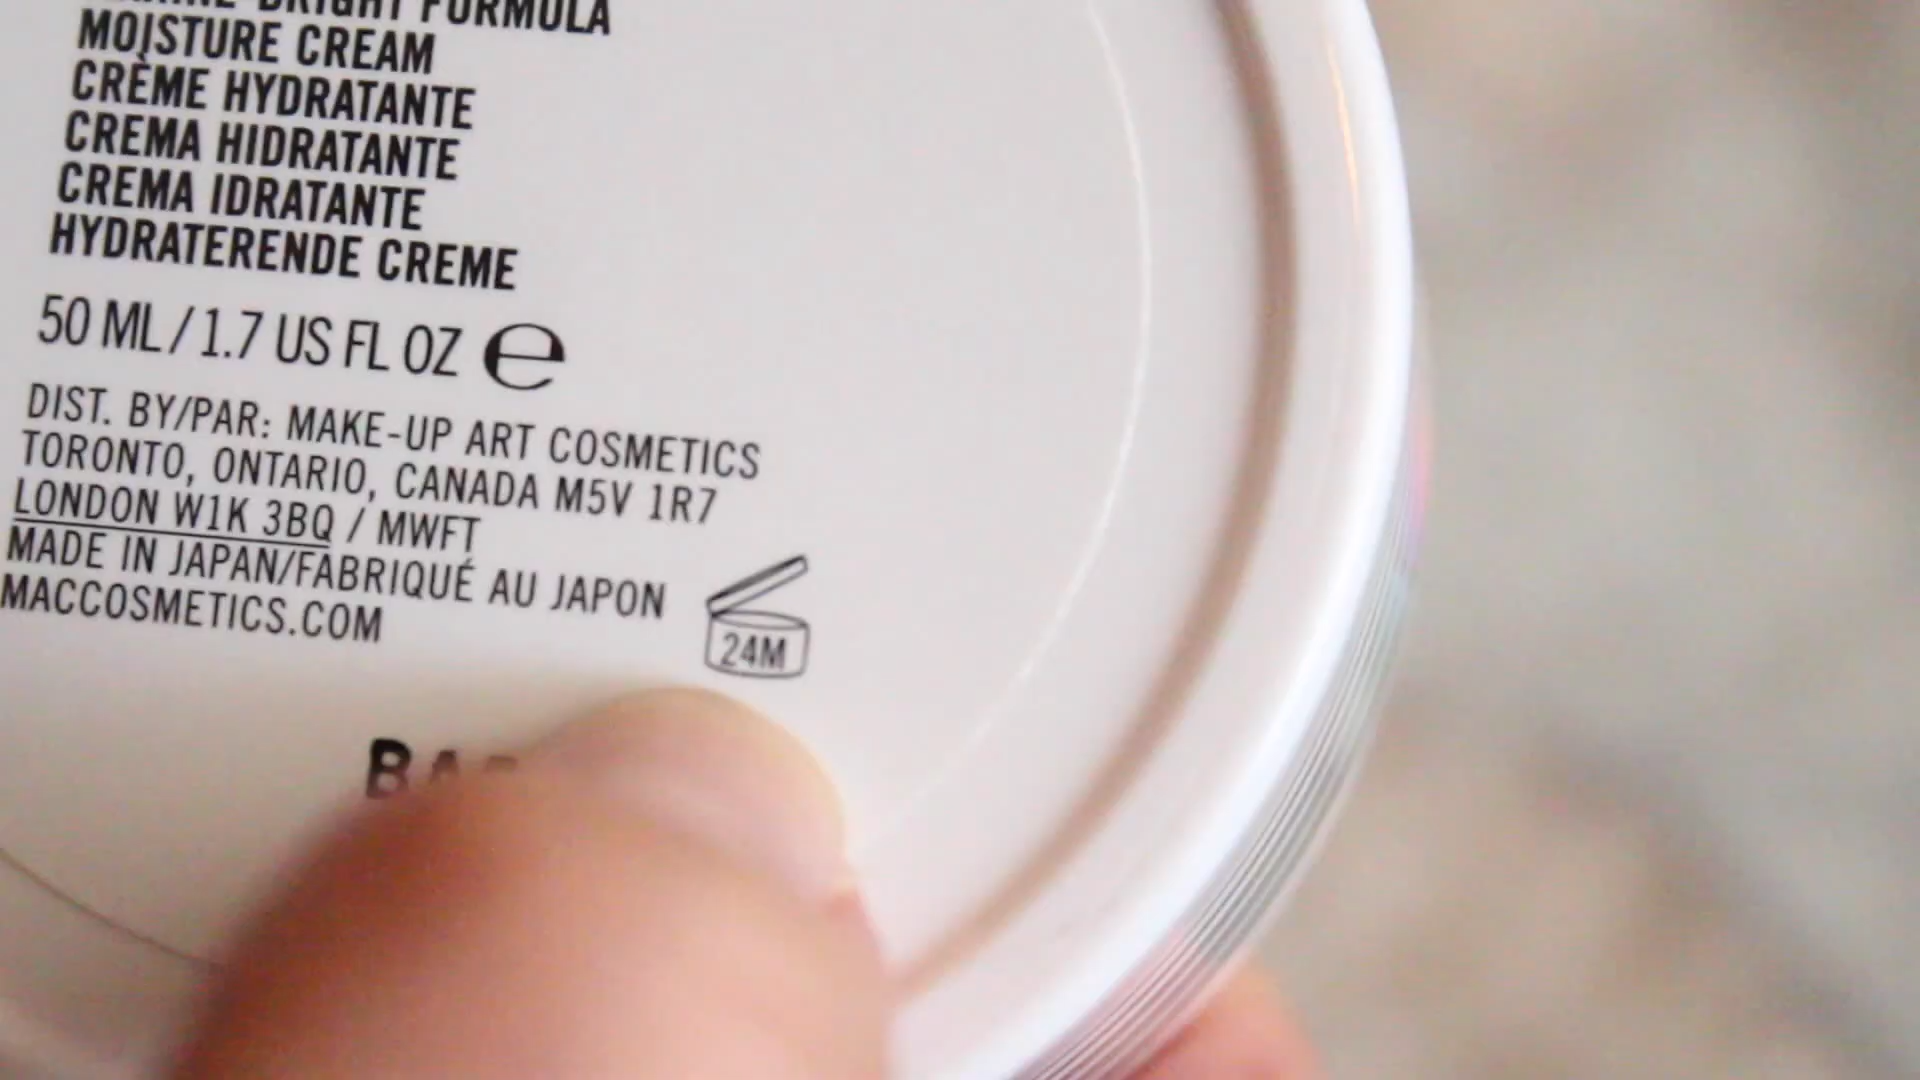 BRIGHT FORMULA
MOISTURE CREAM
CRÈME HYDRATANTE
CREMA HIDRATANTE
CREMA IDRATANTE
HYDRATERENDE CREME
50 ML / 1.7 US FL OZ ℮
DIST. BY/PAR: MAKE-UP ART COSMETICS
TORONTO, ONTARIO, CANADA M5V 1R7
LONDON W1K 3BQ / MWFT
MADE IN JAPAN/FABRIQUÉ AU JAPON
MACCOSMETICS.COM
24M